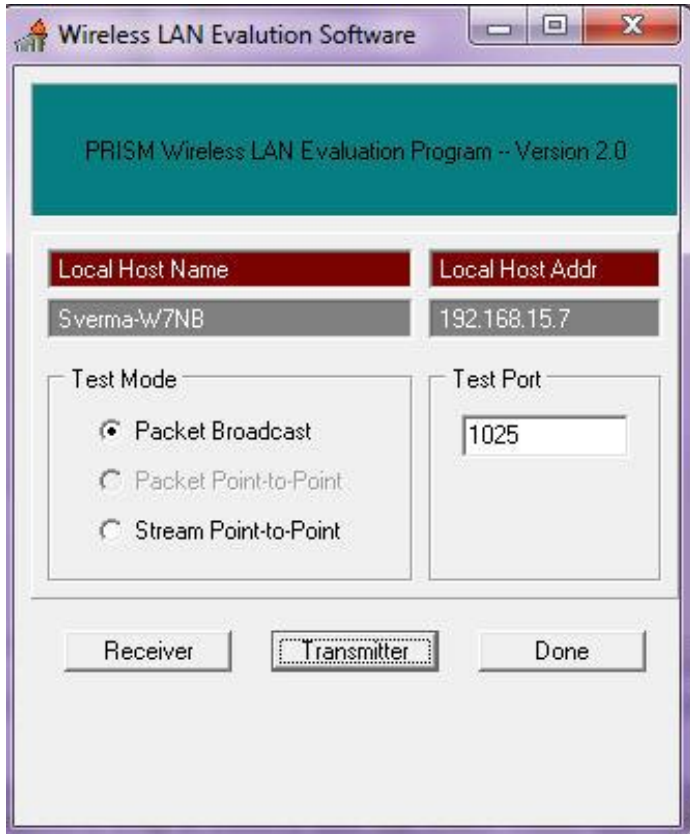 Wireless LAN Evalution Software
PRISM Wireless LAN Evaluation Program -- Version 2.0
Local Host Name
Local Host Addr
Sverma-W7NB
192.168.15.7
Test Mode
Test Port
Packet Broadcast
1025
Packet Point-to-Point
Stream Point-to-Point
Receiver
Transmitter
Done